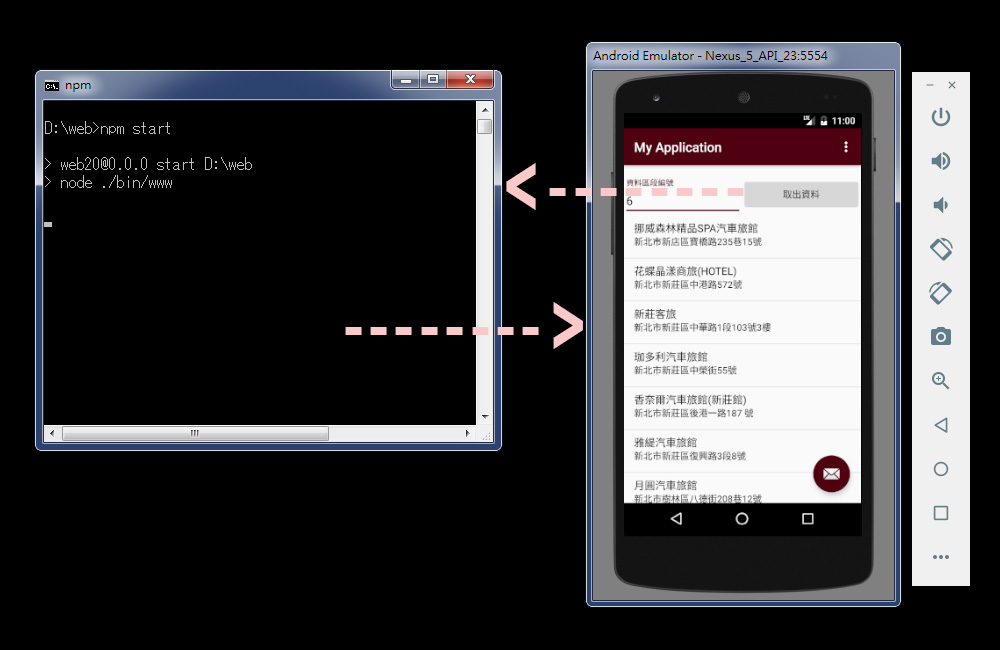 npm
D:\web>npm start
> web20@0.0.0 start D:\web
> node ./bin/www
Android Emulator - Nexus_5_API_23:5554
11:00
My Application
資料區段編號
6
取出資料
挪威森林精品SPA汽車旅館
新北市新店區寶橋路235巷15號
花蝶晶漾商旅(HOTEL)
新北市新莊區中港路572號
新莊客旅
新北市新莊區中華路1段103號3樓
珈多利汽車旅館
新北市新莊區中榮街55號
香奈爾汽車旅館(新莊館)
新北市新莊區後港一路187 號
雅緹汽車旅館
新北市新莊區復興路3段8號
月圓汽車旅館
新北市樹林區八德街208巷12號